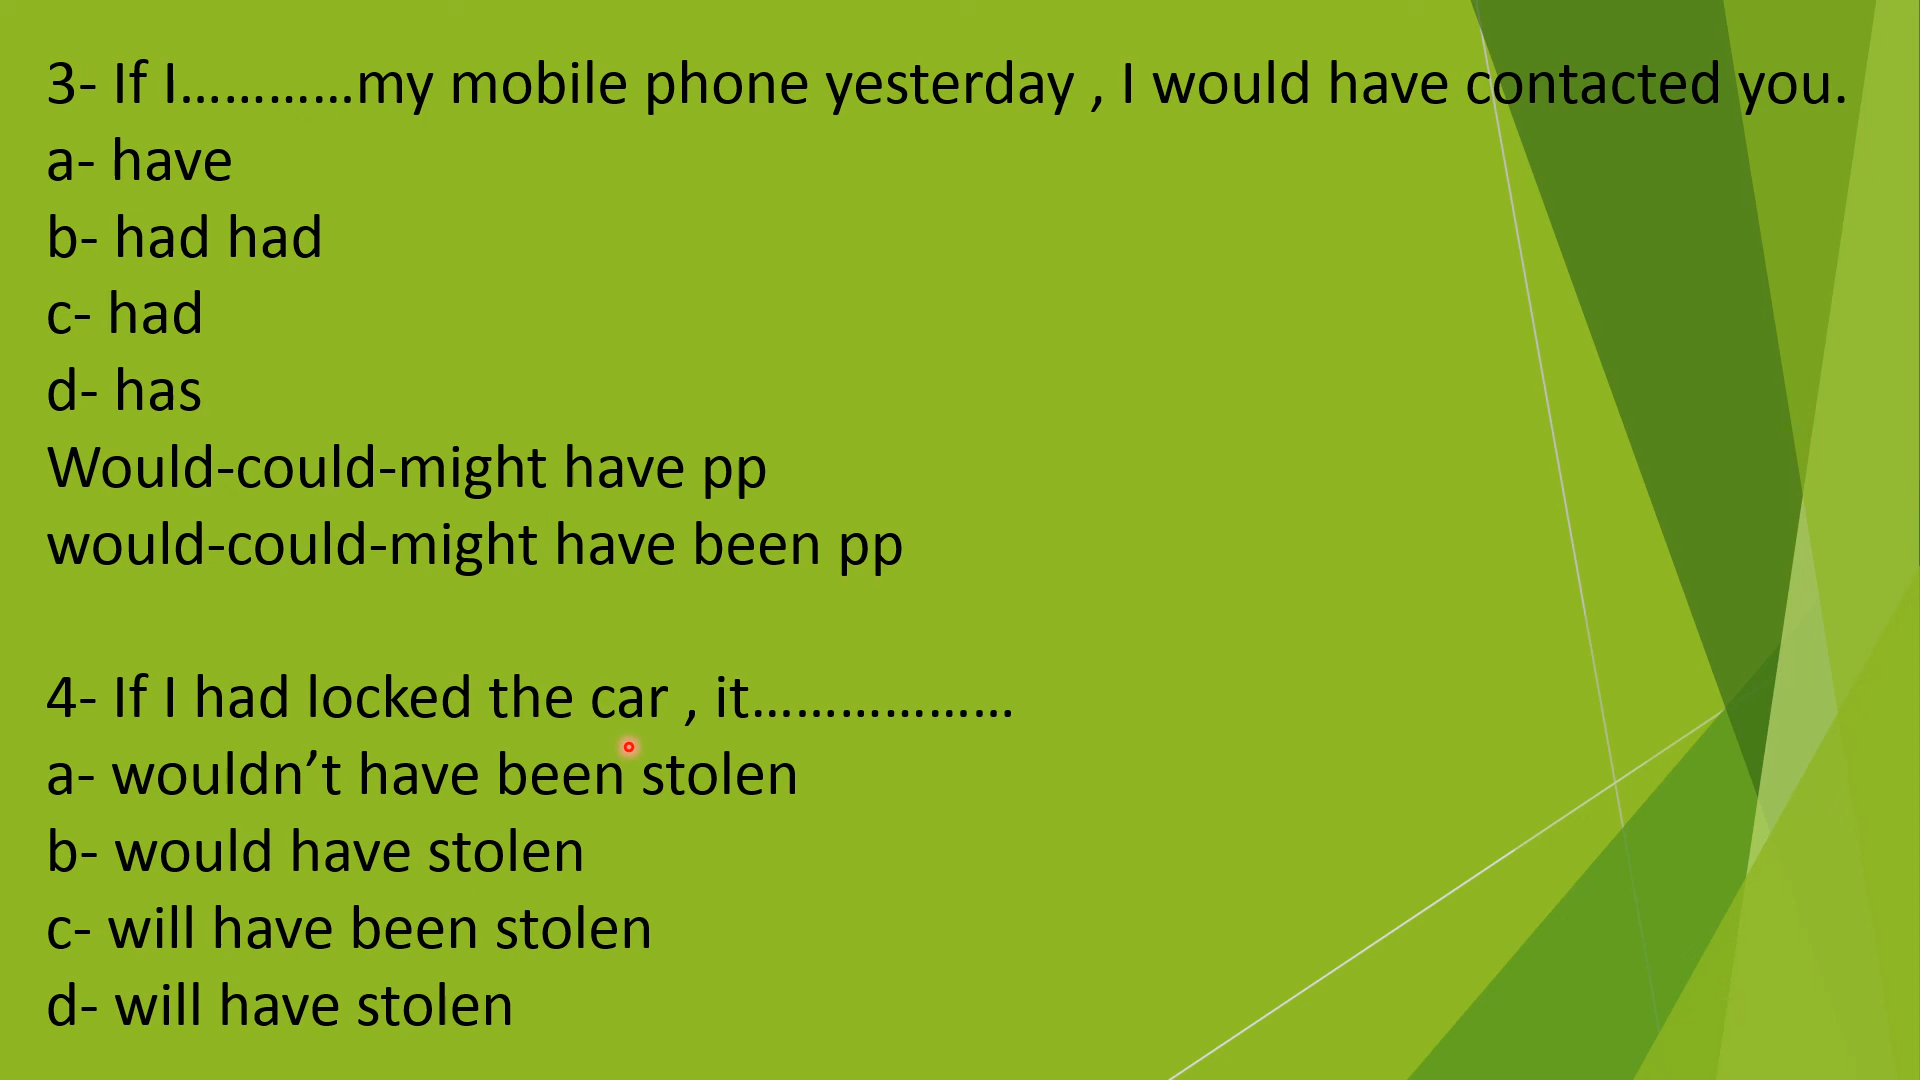 3- If I............my mobile phone yesterday , I would have contacted you.
a- have
b- had had
c- had
d- has
Would-could-might have pp
would-could-might have been pp
4- If I had locked the car , it..................
a- wouldn’t have been stolen
b- would have stolen
c- will have been stolen
d- will have stolen